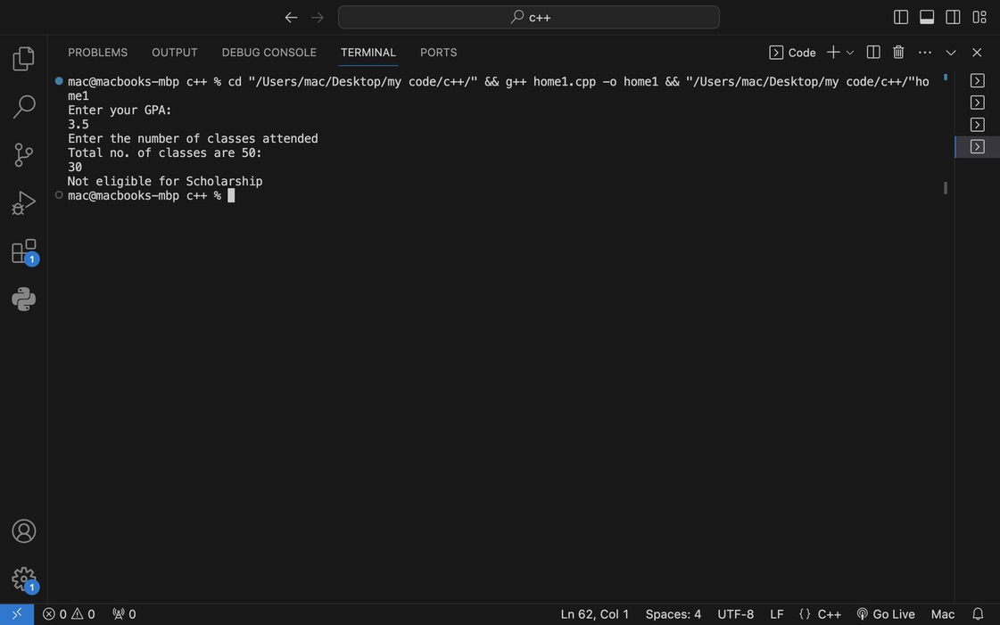 c++
PROBLEMS OUTPUT DEBUG CONSOLE TERMINAL PORTS Code
mac@macbooks-mbp c++ % cd "/Users/mac/Desktop/my code/c++/" && g++ home1.cpp -o home1 && "/Users/mac/Desktop/my code/c++/"ho
me1
Enter your GPA:
3.5
Enter the number of classes attended
Total no. of classes are 50:
30
Not eligible for Scholarship
mac@macbooks-mbp c++ %
1
1
0 0 0 Ln 62, Col 1 Spaces: 4 UTF-8 LF {} C++ Go Live Mac